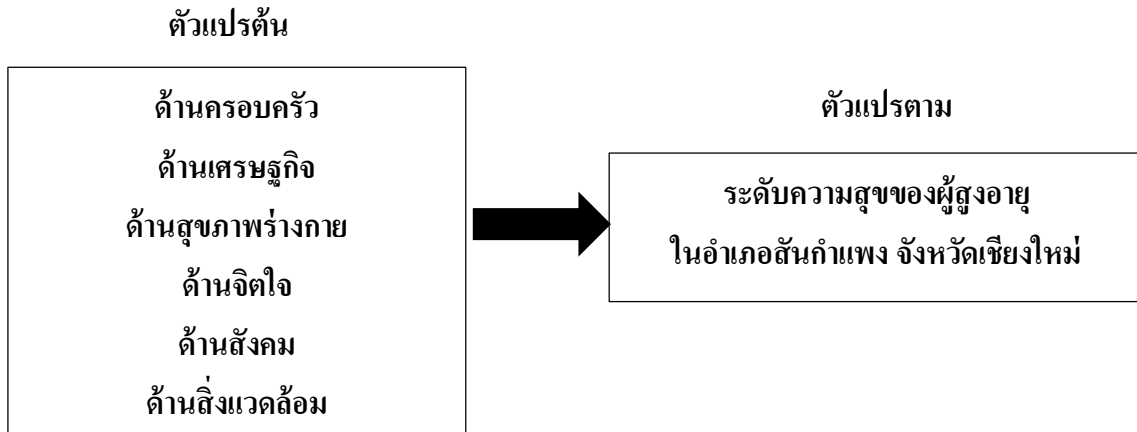 ตัวแปรต้น
ด้านครอบครัว
ด้านเศรษฐกิจ
ด้านสุขภาพร่างกาย
ด้านจิตใจ
ด้านสังคม
ด้านสิ่งแวดล้อม
ตัวแปรตาม
ระดับความสุขของผู้สูงอายุ
ในอำเภอสันกำแพง จังหวัดเชียงใหม่